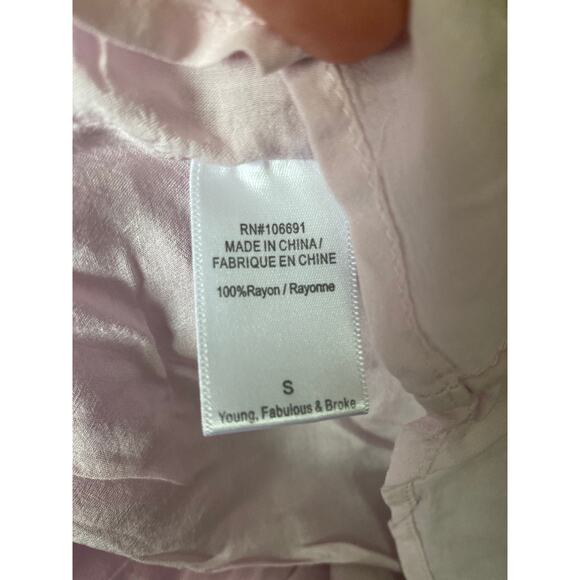 RN#106691
MADE IN CHINA/
FABRIQUE EN CHINE
100%Rayon / Rayonne
S
Young, Fabulous & Broke